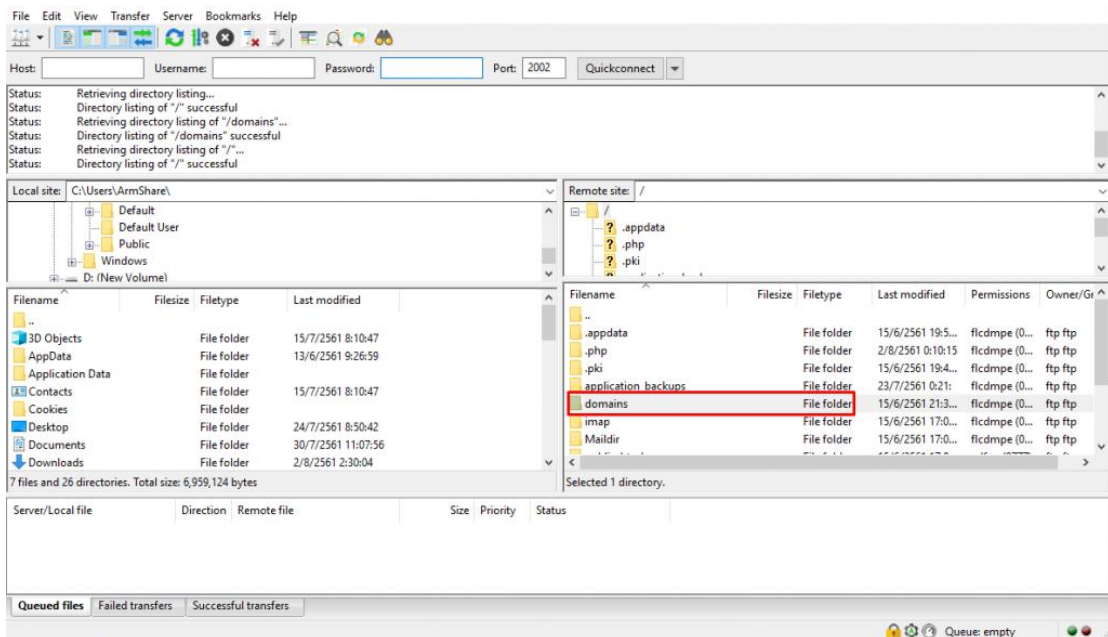 File Edit View Transfer Server Bookmarks Help
Host: Username: Password: Port: 2002 Quickconnect
Status: Retrieving directory listing...
Status: Directory listing of "/" successful
Status: Retrieving directory listing of "/domains"...
Status: Directory listing of "/domains" successful
Status: Retrieving directory listing of "/"...
Status: Directory listing of "/" successful
Local site: C:\Users\ArmShare\
Default
Default User
Public
Windows
D: (New Volume)
Remote site: /
/
? .appdata
? .php
? .pki
Filename Filesize Filetype Last modified
..
3D Objects File folder 15/7/2561 8:10:47
AppData File folder 13/6/2561 9:26:59
Application Data File folder
Contacts File folder 15/7/2561 8:10:47
Cookies File folder
Desktop File folder 24/7/2561 8:50:42
Documents File folder 30/7/2561 11:07:56
Downloads File folder 2/8/2561 2:30:04
7 files and 26 directories. Total size: 6,959,124 bytes
Filename Filesize Filetype Last modified Permissions Owner/Gr
..
.appdata File folder 15/6/2561 19:5... flcdmpe (0... ftp ftp
.php File folder 2/8/2561 0:10:15 flcdmpe (0... ftp ftp
.pki File folder 15/6/2561 19:4... flcdmpe (0... ftp ftp
application_backups File folder 23/7/2561 0:21: flcdmpe (0... ftp ftp
domains File folder 15/6/2561 21:3... flcdmpe (0... ftp ftp
imap File folder 15/6/2561 17:0... flcdmpe (0... ftp ftp
Maildir File folder 15/6/2561 17:0... flcdmpe (0... ftp ftp
Selected 1 directory.
Server/Local file Direction Remote file Size Priority Status
Queued files Failed transfers Successful transfers
Queue: empty